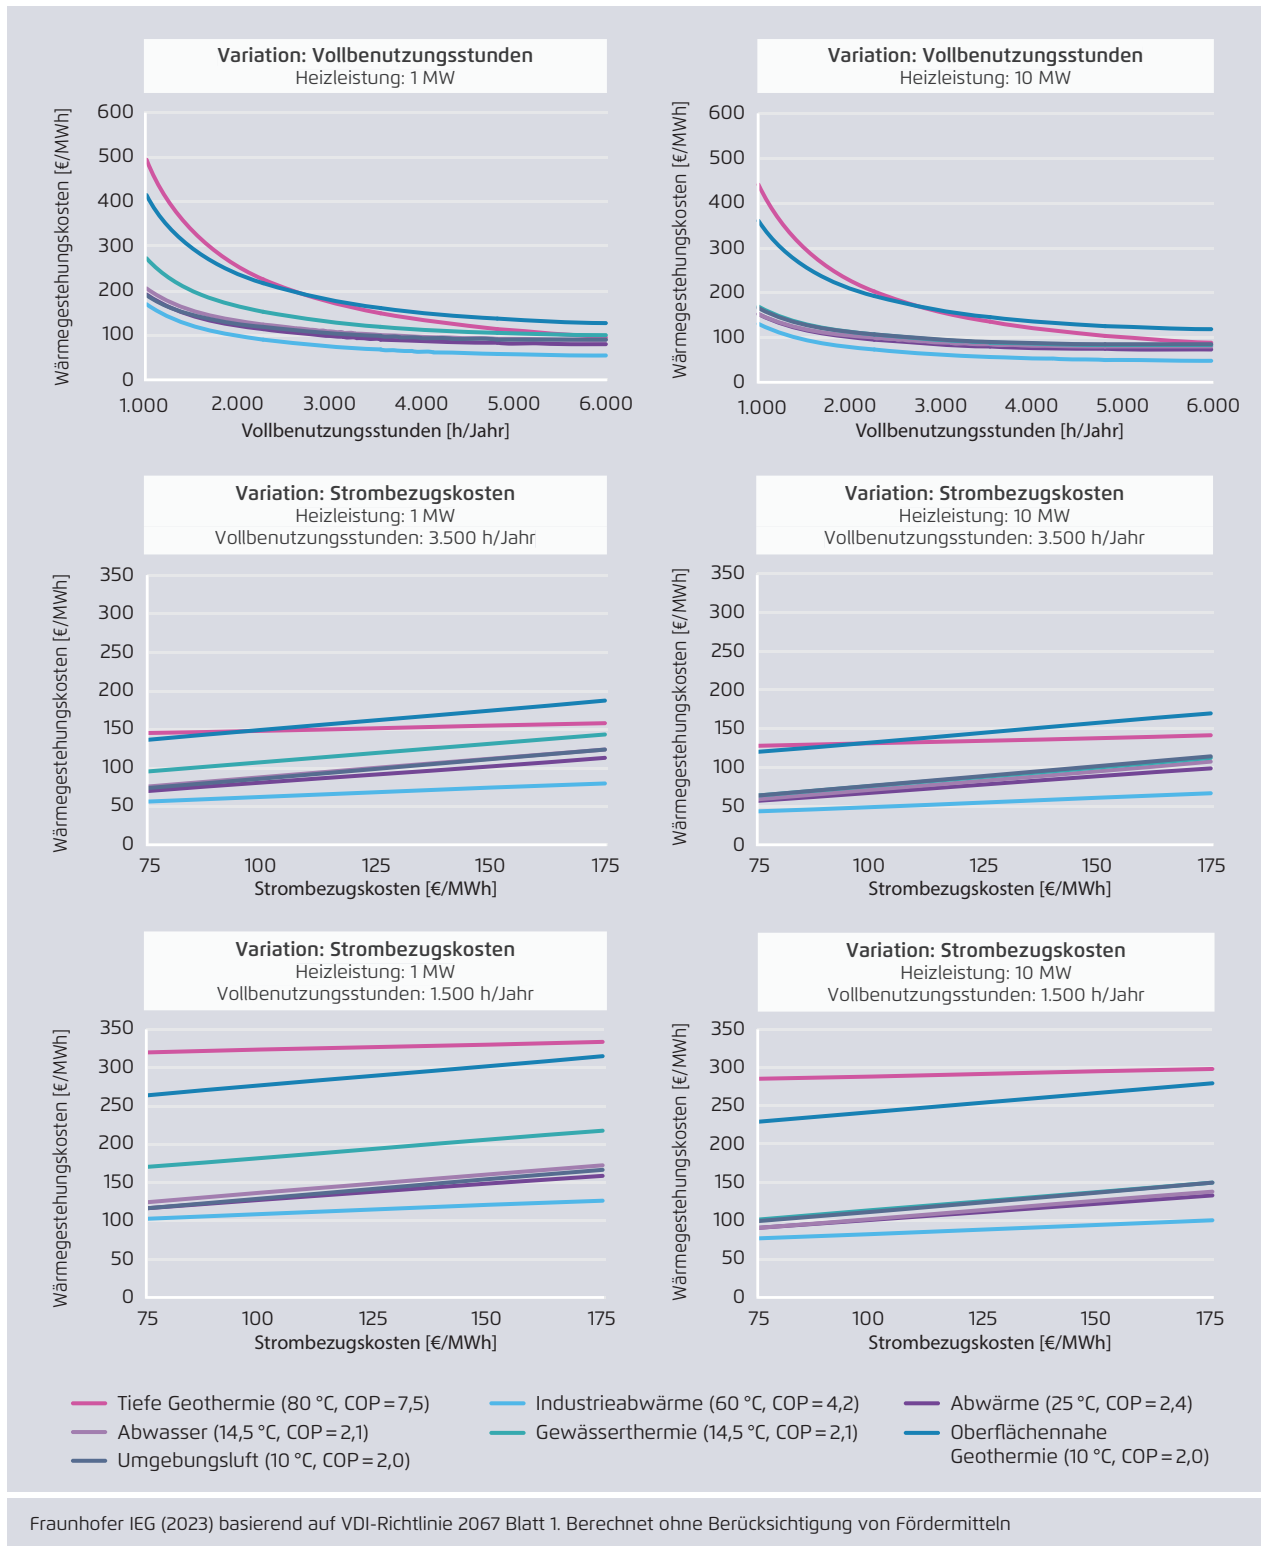 Variation: Vollbenutzungsstunden
Heizleistung: 1 MW
Wärmegestehungskosten [€/MWh]
600
500
400
300
200
100
0
1.000 2.000 3.000 4.000 5.000 6.000
Vollbenutzungsstunden [h/Jahr]
Variation: Vollbenutzungsstunden
Heizleistung: 10 MW
Wärmegestehungskosten [€/MWh]
600
500
400
300
200
100
0
1.000 2.000 3.000 4.000 5.000 6.000
Vollbenutzungsstunden [h/Jahr]
Variation: Strombezugskosten
Heizleistung: 1 MW
Vollbenutzungsstunden: 3.500 h/Jahr
Wärmegestehungskosten [€/MWh]
350
300
250
200
150
100
50
0
75 100 125 150 175
Strombezugskosten [€/MWh]
Variation: Strombezugskosten
Heizleistung: 10 MW
Vollbenutzungsstunden: 3.500 h/Jahr
Wärmegestehungskosten [€/MWh]
350
300
250
200
150
100
50
0
75 100 125 150 175
Strombezugskosten [€/MWh]
Variation: Strombezugskosten
Heizleistung: 1 MW
Vollbenutzungsstunden: 1.500 h/Jahr
Wärmegestehungskosten [€/MWh]
350
300
250
200
150
100
50
0
75 100 125 150 175
Strombezugskosten [€/MWh]
Variation: Strombezugskosten
Heizleistung: 10 MW
Vollbenutzungsstunden: 1.500 h/Jahr
Wärmegestehungskosten [€/MWh]
350
300
250
200
150
100
50
0
75 100 125 150 175
Strombezugskosten [€/MWh]
Tiefe Geothermie (80 °C, COP = 7,5)
Abwasser (14,5 °C, COP = 2,1)
Umgebungsluft (10 °C, COP = 2,0)
Industrieabwärme (60 °C, COP = 4,2)
Gewässerthermie (14,5 °C, COP = 2,1)
Abwärme (25 °C, COP = 2,4)
Oberflächennahe
Geothermie (10 °C, COP = 2,0)
Fraunhofer IEG (2023) basierend auf VDI-Richtlinie 2067 Blatt 1. Berechnet ohne Berücksichtigung von Fördermitteln